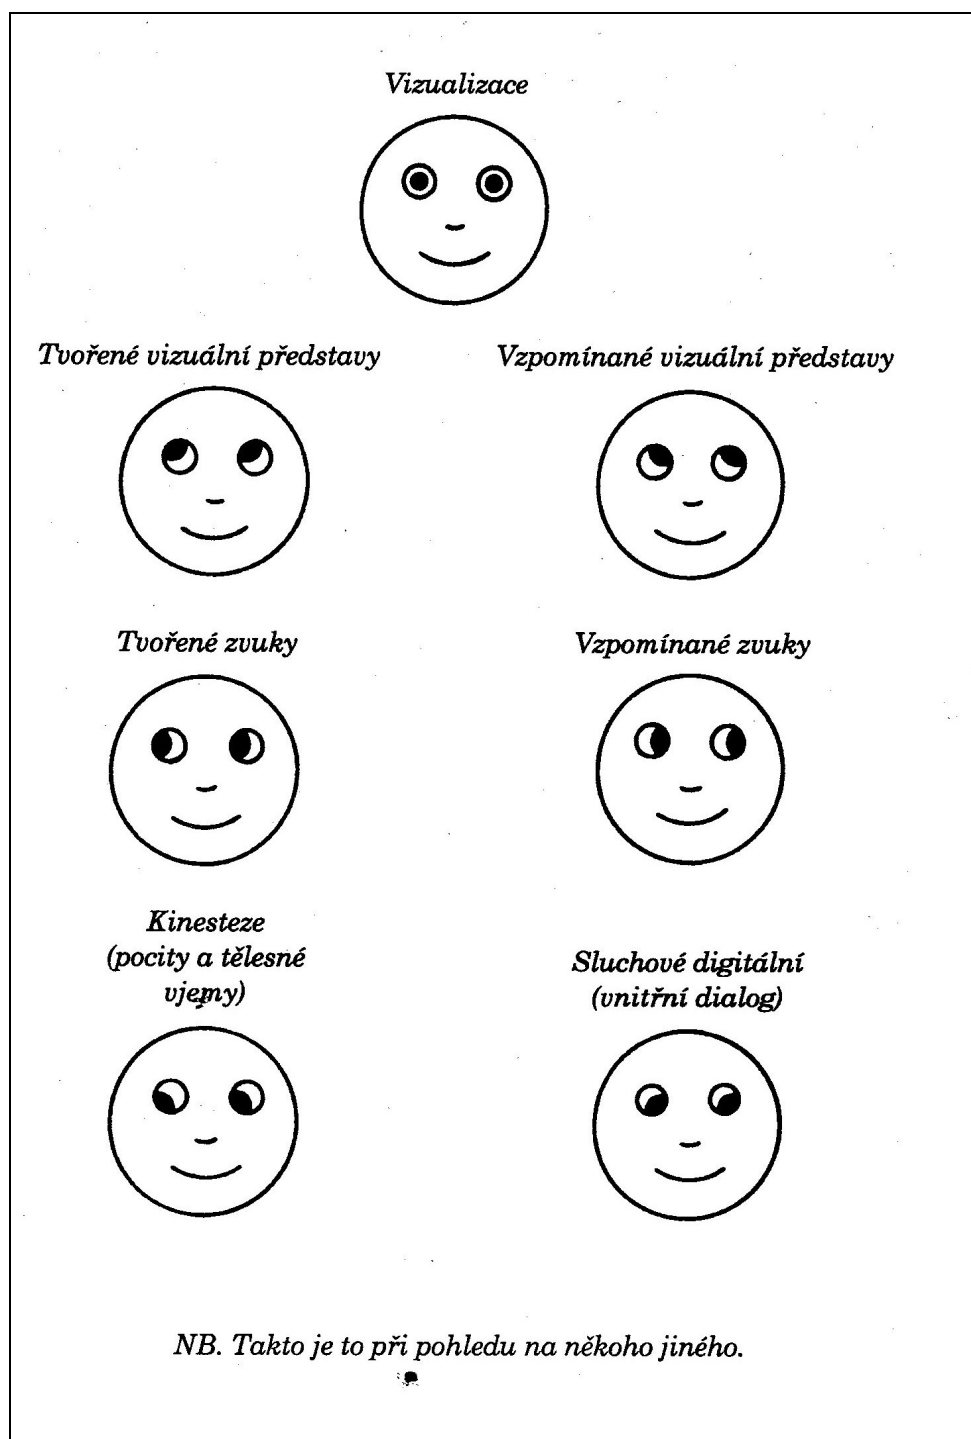 Vizualizace
Tvořené vizuální představy
Vzpomínané vizuální představy
Tvořené zvuky
Vzpomínané zvuky
Kinesteze
(pocity a tělesné
vjemy)
Sluchové digitální
(vnitřní dialog)
NB. Takto je to při pohledu na někoho jiného.